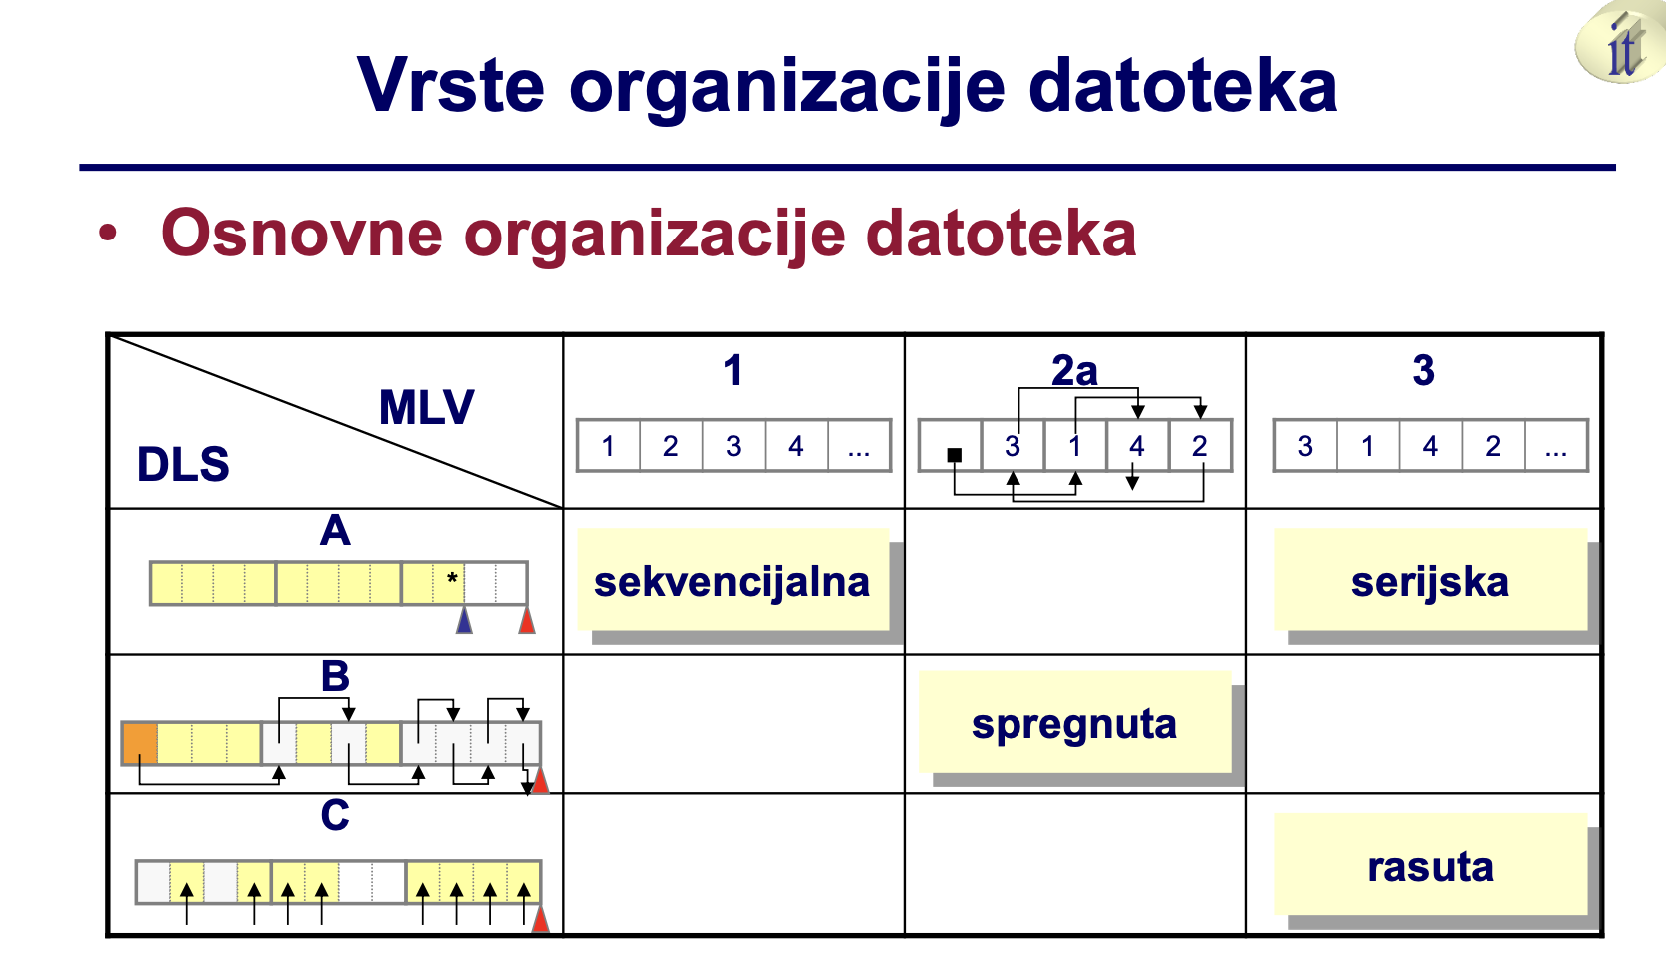 it
Vrste organizacije datoteka
• Osnovne organizacije datoteka
MLV
DLS
1
1 2 3 4 ...
2a
3 1 4 2
3
3 1 4 2 ...
A
*
sekvencijalna
serijska
B
spregnuta
C
rasuta